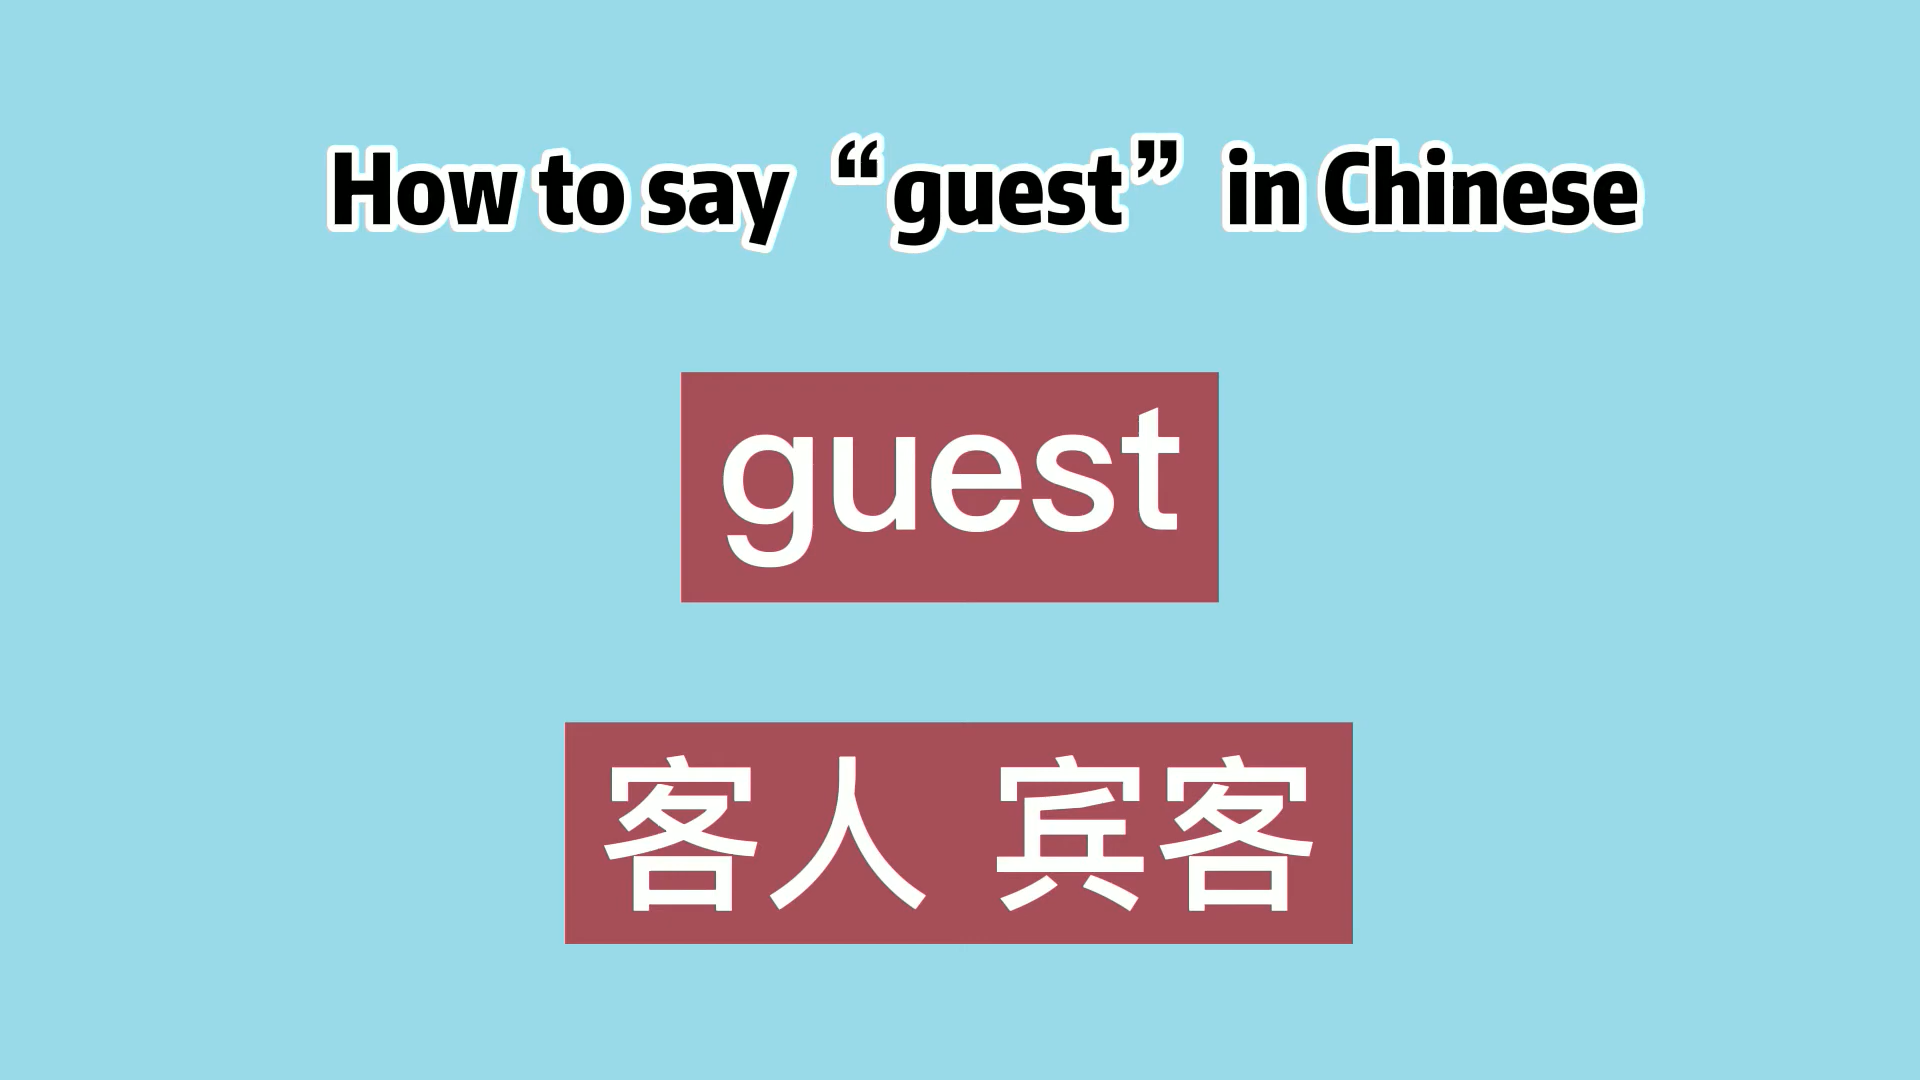 How to say “guest” in Chinese
guest
客人 宾客